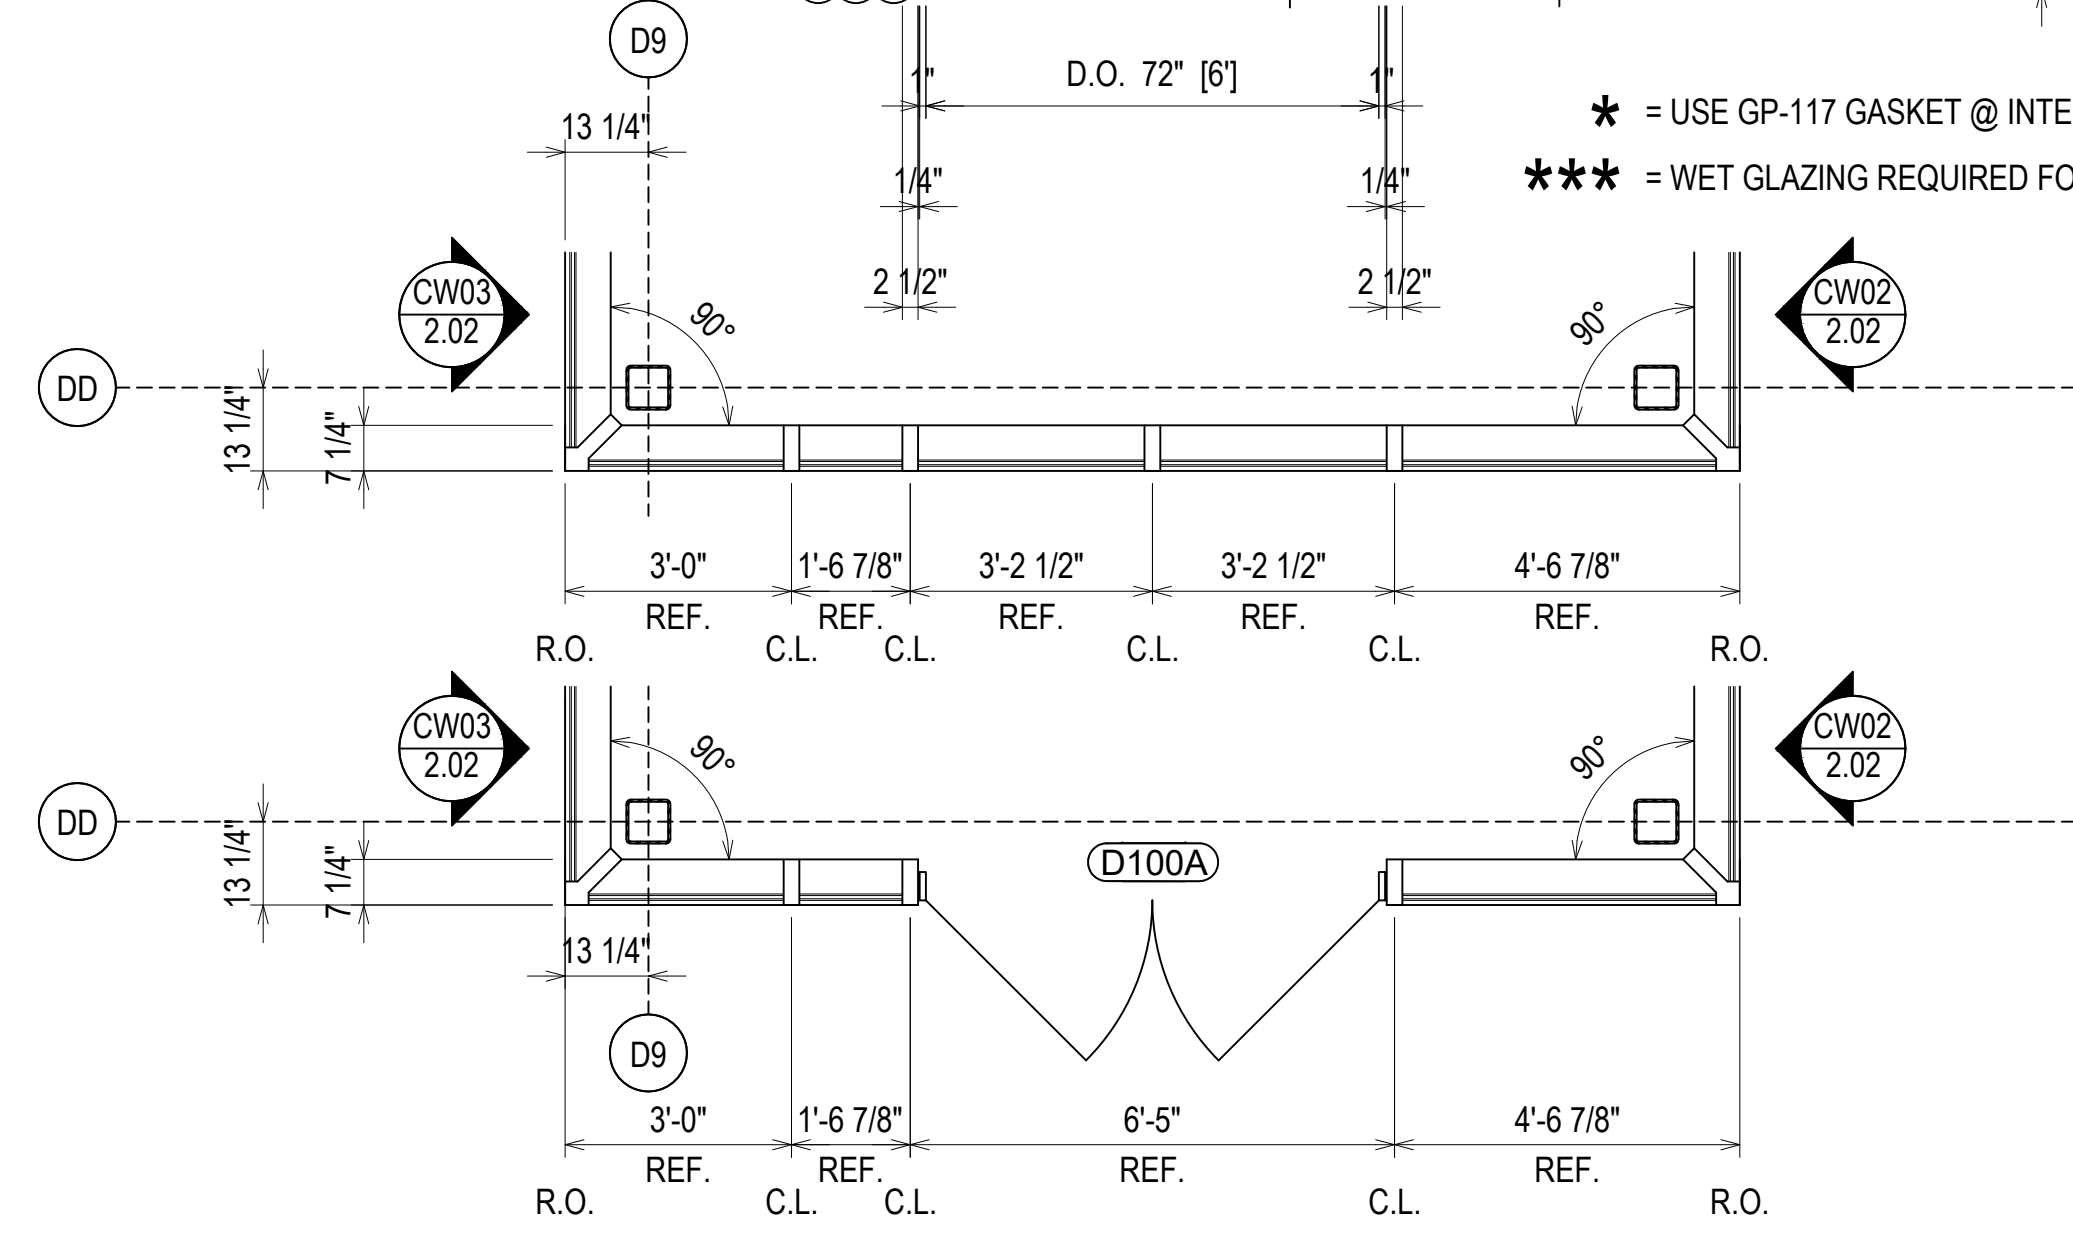 D9
1" D.O. 72" [6'] 1"
* = USE GP-117 GASKET @ INTE
13 1/4"
1/4" 1/4"
*** = WET GLAZING REQUIRED FO
2 1/2" 2 1/2"
CW03
2.02
90°
90°
CW02
2.02
DD
13 1/4"
7 1/4"
3'-0" 1'-6 7/8" 3'-2 1/2" 3'-2 1/2" 4'-6 7/8"
REF. REF. REF. REF. REF.
R.O. C.L. C.L. C.L. C.L. R.O.
CW03
2.02
90°
90°
CW02
2.02
DD
13 1/4"
7 1/4"
D100A
13 1/4"
D9
3'-0" 1'-6 7/8" 6'-5" 4'-6 7/8"
REF. REF. REF. REF.
R.O. C.L. C.L. C.L. R.O.